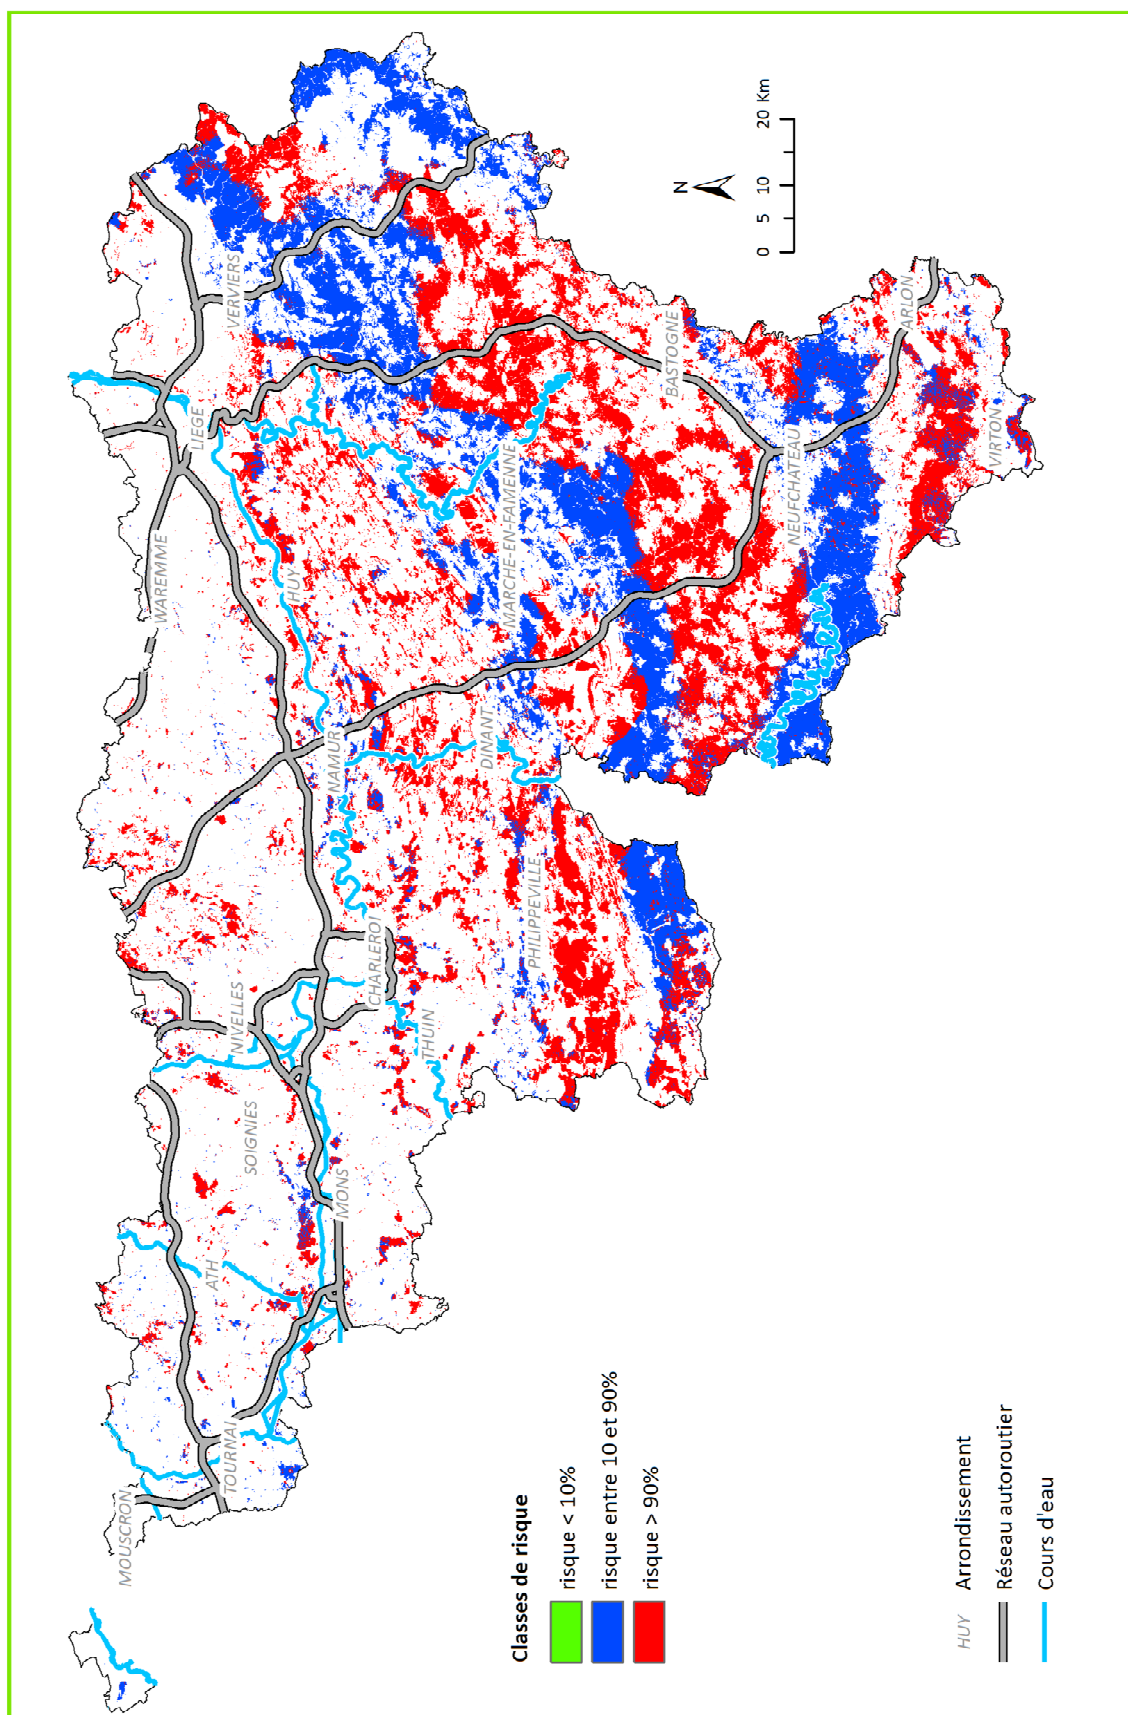 MOUSCRON
TOURNAI
ATH
SOIGNIES
MONS
NIVELLES
CHARLEROI
THUIN
NAMUR
PHILIPPEVILLE
DINANT
WAREMME
HUY
LIEGE
VERVIERS
MARCHE-EN-FAMENNE
BASTOGNE
NEUFCHATEAU
ARLON
VIRTON
N
0 5 10 20 Km
Classes de risque
risque < 10%
risque entre 10 et 90%
risque > 90%
HUY Arrondissement
Réseau autoroutier
Cours d'eau